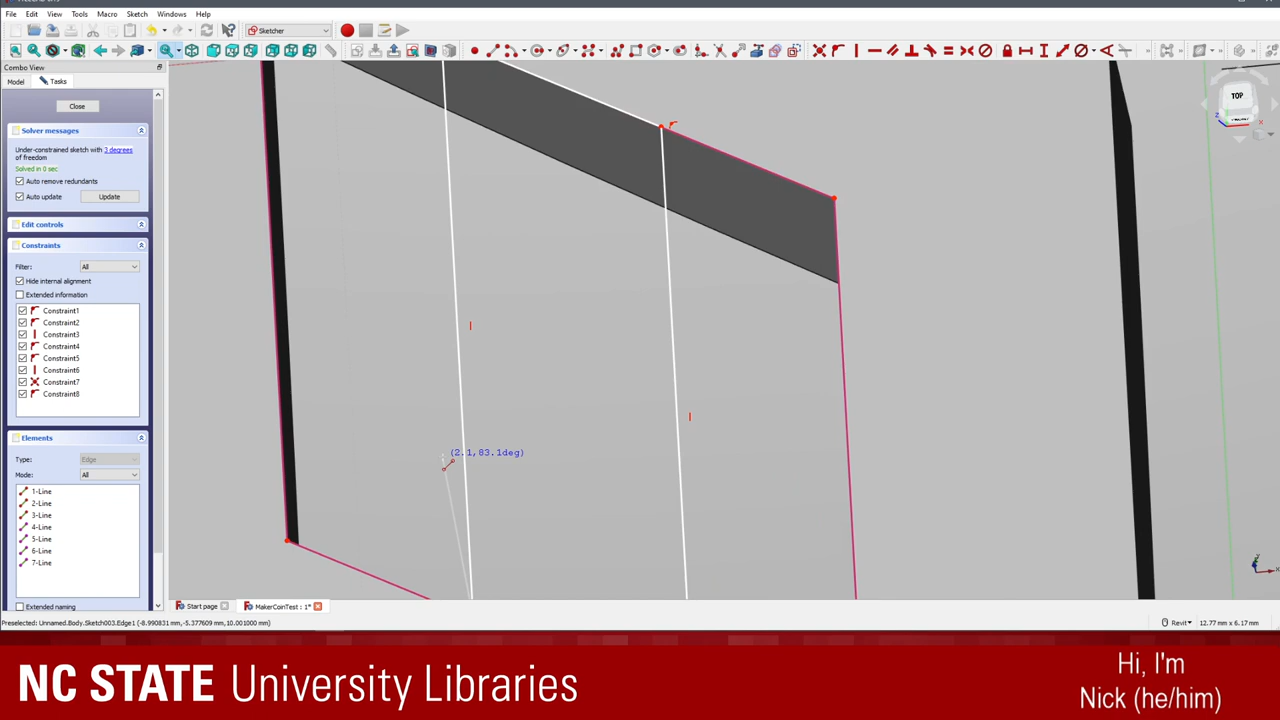 File Edit View Tools Macro Sketch Windows Help
Sketcher
Combo View
Model Tasks
Close
Solver messages
Under-constrained sketch with 3 degrees
of freedom
Solved in 0 sec
Auto remove redundants
Auto update Update
Edit controls
Constraints
Filter: All
Hide internal alignment
Extended information
Constraint1
Constraint2
Constraint3
Constraint4
Constraint5
Constraint6
Constraint7
Constraint8
Elements
Type: Edge
Mode: All
1-Line
2-Line
3-Line
4-Line
5-Line
6-Line
7-Line
Extended naming
TOP
(2.1,83.1deg)
Start page MakerCoinTest : 1*
Preselected: Unnamed.Body.Sketch003.Edge1 (-8.990831 mm, -5.377609 mm, 10.001000 mm)
Revit 12.77 mm x 6.17 mm
NC STATE University Libraries
Hi, I'm
Nick (he/him)